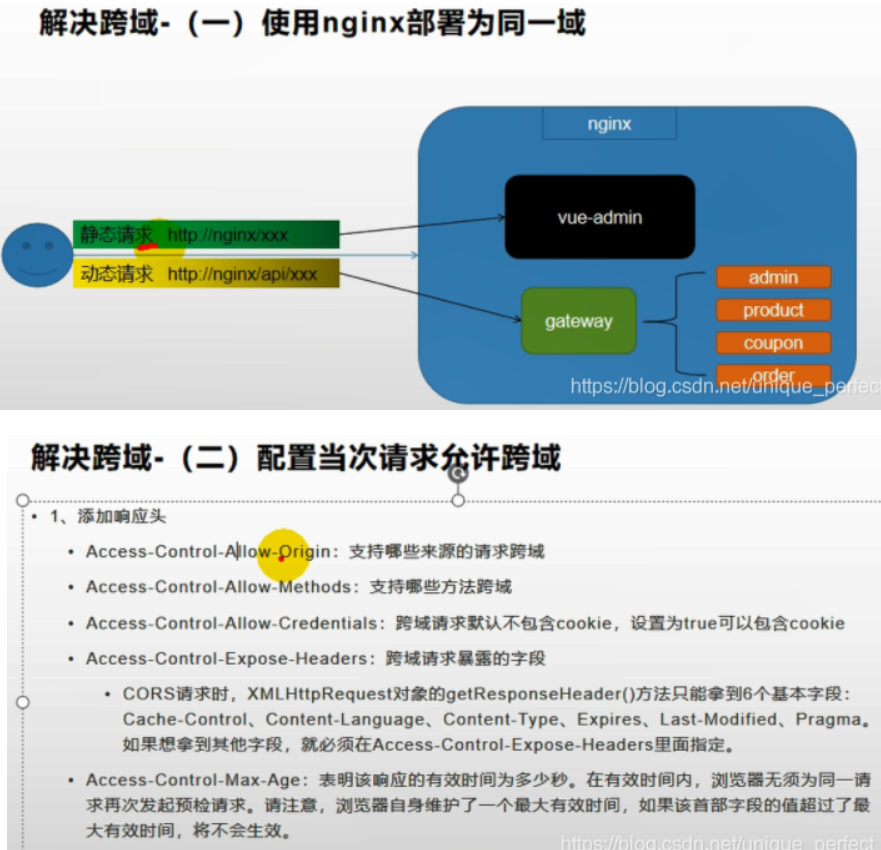 解决跨域-（一）使用nginx部署为同一域
nginx
vue-admin
静态请求 http://nginx/xxx
动态请求 http://nginx/api/xxx
gateway
admin
product
coupon
order
https://blog.csdn.net/unique_perfec
解决跨域-（二）配置当次请求允许跨域
• 1、添加响应头
• Access-Control-Allow-Origin：支持哪些来源的请求跨域
• Access-Control-Allow-Methods：支持哪些方法跨域
• Access-Control-Allow-Credentials：跨域请求默认不包含cookie，设置为true可以包含cookie
• Access-Control-Expose-Headers：跨域请求暴露的字段
• CORS请求时，XMLHttpRequest对象的getResponseHeader()方法只能拿到6个基本字段：
Cache-Control、Content-Language、Content-Type、Expires、Last-Modified、Pragma。
如果想拿到其他字段，就必须在Access-Control-Expose-Headers里面指定。
• Access-Control-Max-Age：表明该响应的有效时间为多少秒。在有效时间内，浏览器无须为同一请
求再次发起预检请求。请注意，浏览器自身维护了一个最大有效时间，如果该首部字段的值超过了最
大有效时间，将不会生效。
https://blog.csdn.net/unique_perfect